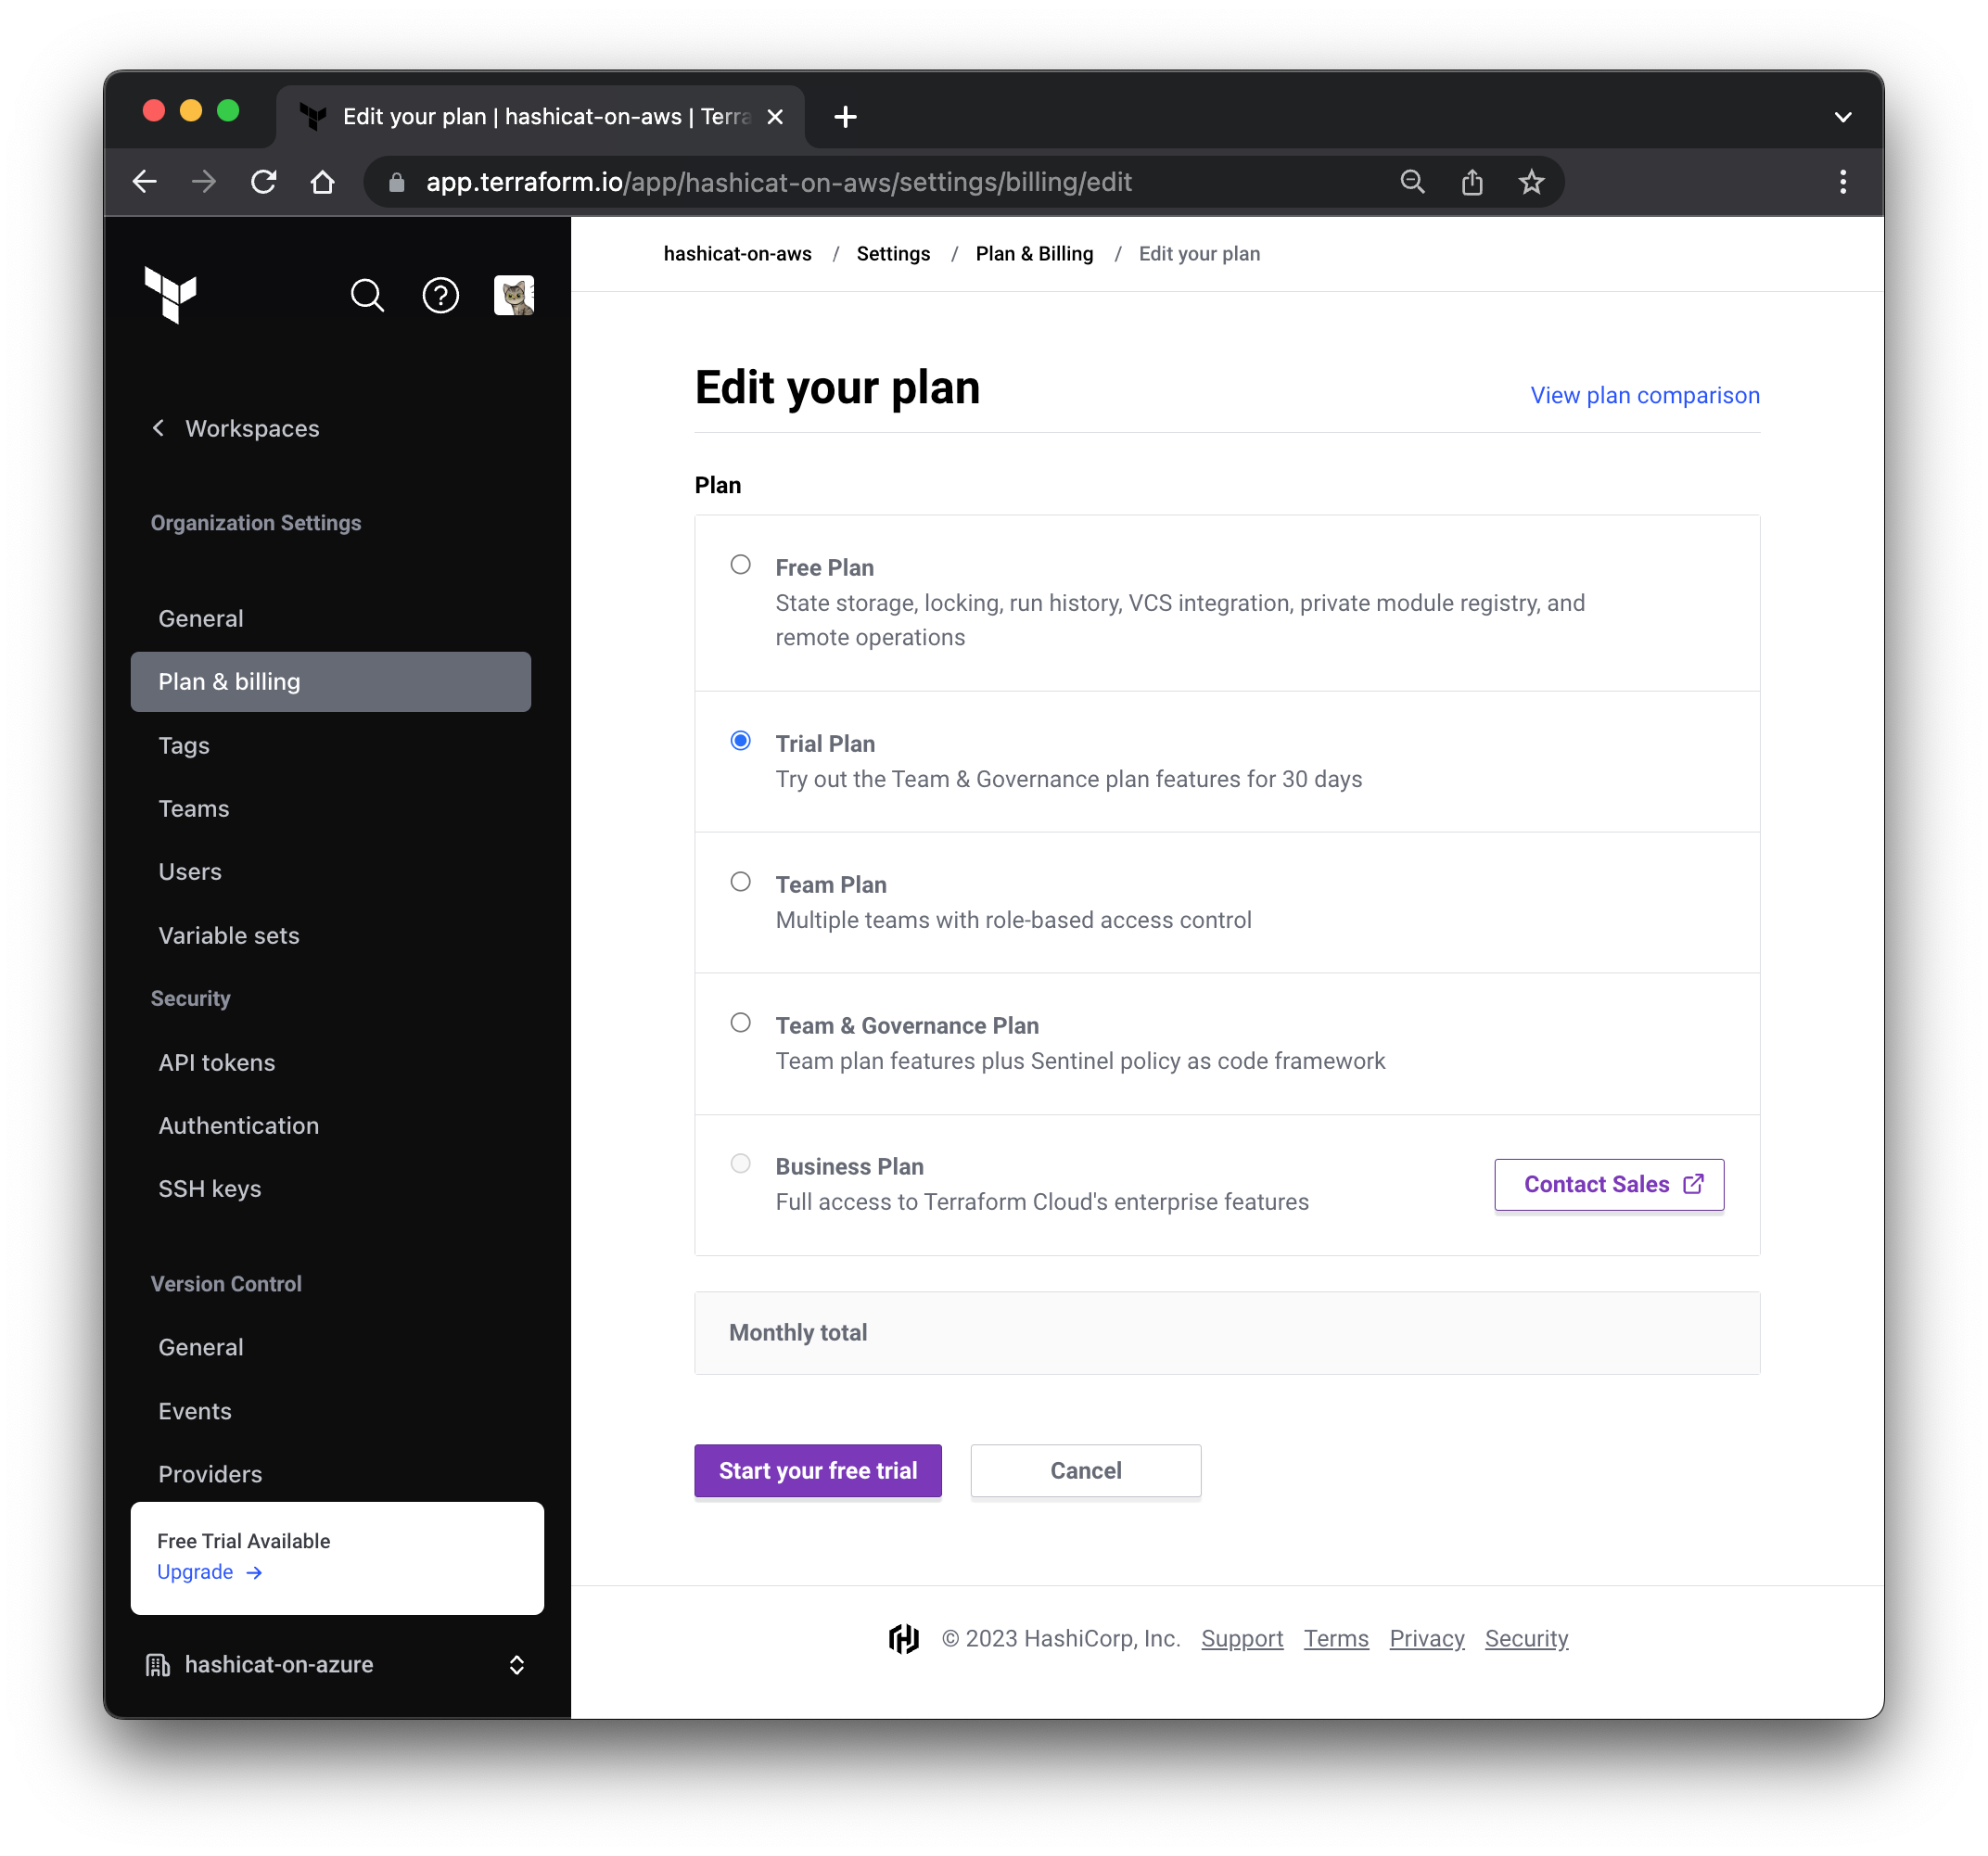 Edit your plan | hashicat-on-aws | Terra
app.terraform.io/app/hashicat-on-aws/settings/billing/edit
Workspaces
Organization Settings
General
Plan & billing
Tags
Teams
Users
Variable sets
Security
API tokens
Authentication
SSH keys
Version Control
General
Events
Providers
Free Trial Available
Upgrade →
hashicat-on-azure
hashicat-on-aws / Settings / Plan & Billing / Edit your plan
Edit your plan
View plan comparison
Plan
Free Plan
State storage, locking, run history, VCS integration, private module registry, and
remote operations
Trial Plan
Try out the Team & Governance plan features for 30 days
Team Plan
Multiple teams with role-based access control
Team & Governance Plan
Team plan features plus Sentinel policy as code framework
Business Plan
Full access to Terraform Cloud's enterprise features
Contact Sales
Monthly total
Start your free trial
Cancel
© 2023 HashiCorp, Inc. Support Terms Privacy Security